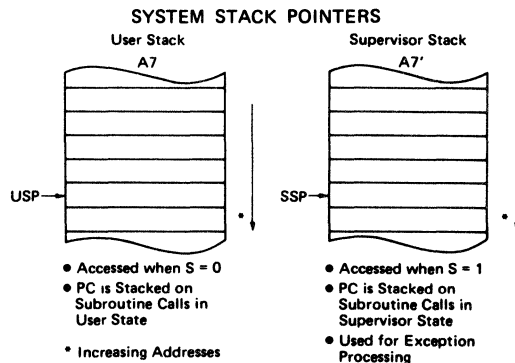 SYSTEM STACK POINTERS
User Stack
A7
USP
*
• Accessed when S = 0
• PC is Stacked on
Subroutine Calls in
User State
* Increasing Addresses
Supervisor Stack
A7'
SSP
*
• Accessed when S = 1
• PC is Stacked on
Subroutine Calls in
Supervisor State
• Used for Exception
Processing